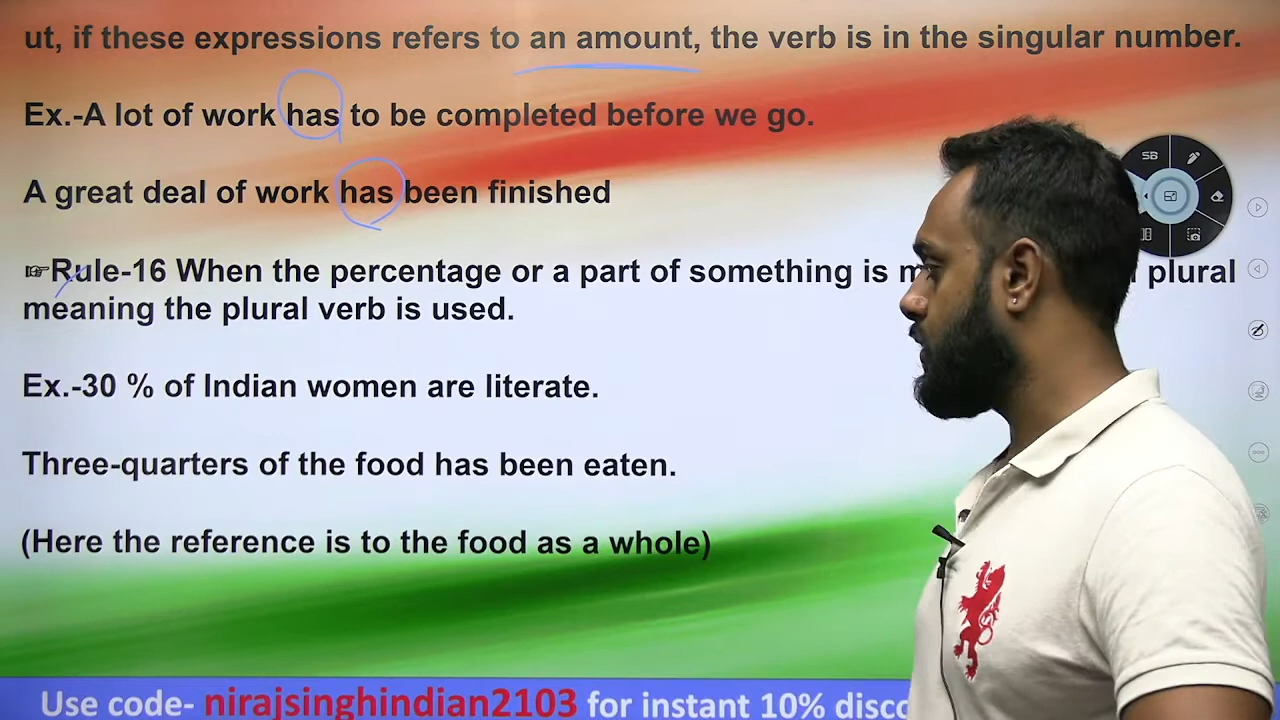 ut, if these expressions refers to an amount, the verb is in the singular number.
Ex.-A lot of work has to be completed before we go.
A great deal of work has been finished
☞Rule-16 When the percentage or a part of something is plural
meaning the plural verb is used.
Ex.-30 % of Indian women are literate.
Three-quarters of the food has been eaten.
(Here the reference is to the food as a whole)
SB
Use code- nirajsinghindian2103 for instant 10% disco